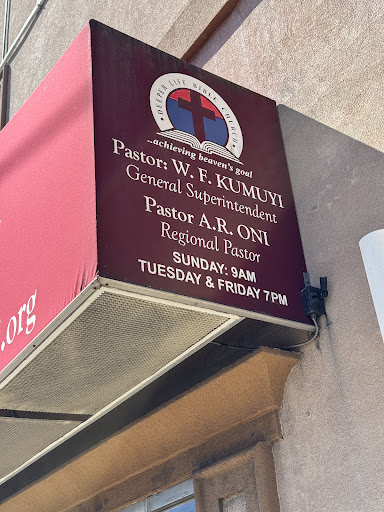 DEEPER LIFE BIBLE CHURCH
..achieving heaven's goal
Pastor: W. F. KUMUYI
General Superintendent
Pastor A.R. ONI
Regional Pastor
SUNDAY: 9AM
TUESDAY & FRIDAY 7PM
.org